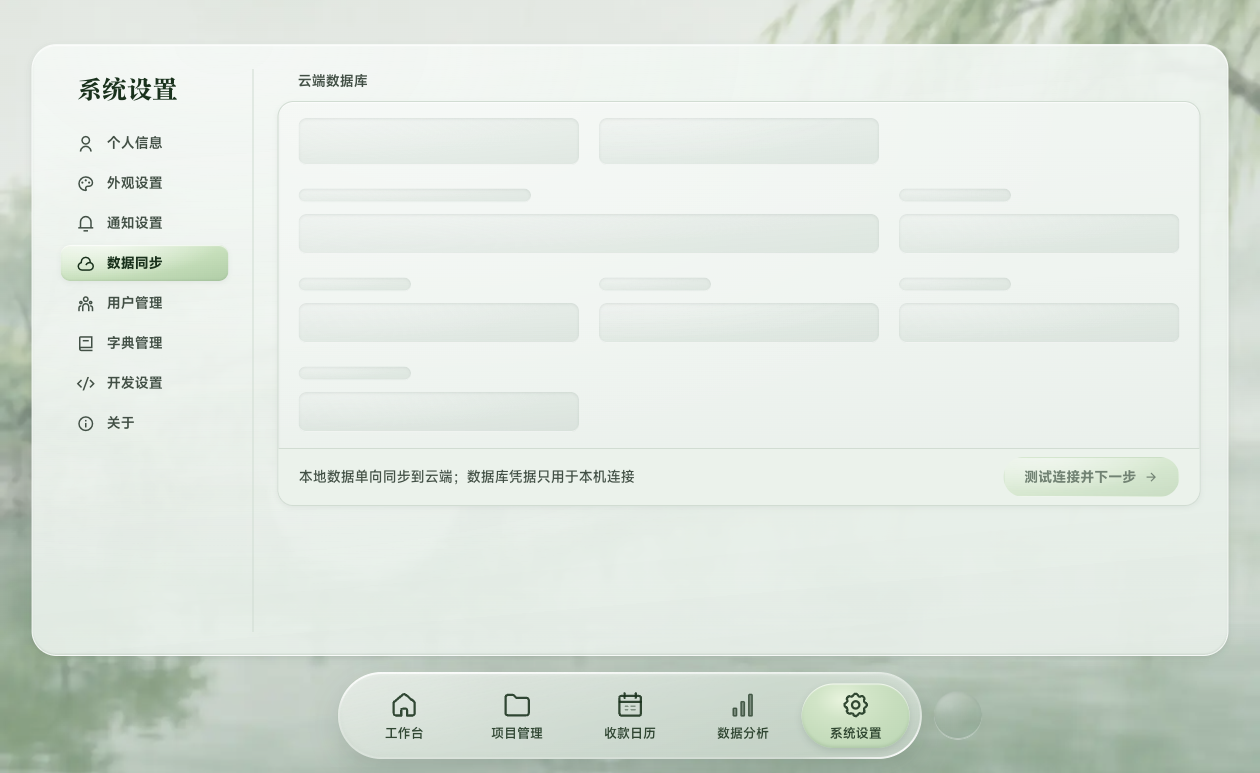 系统设置
个人信息
外观设置
通知设置
数据同步
用户管理
字典管理
开发设置
关于
云端数据库
本地数据单向同步到云端；数据库凭据只用于本机连接
测试连接并下一步 →
工作台
项目管理
收款日历
数据分析
系统设置